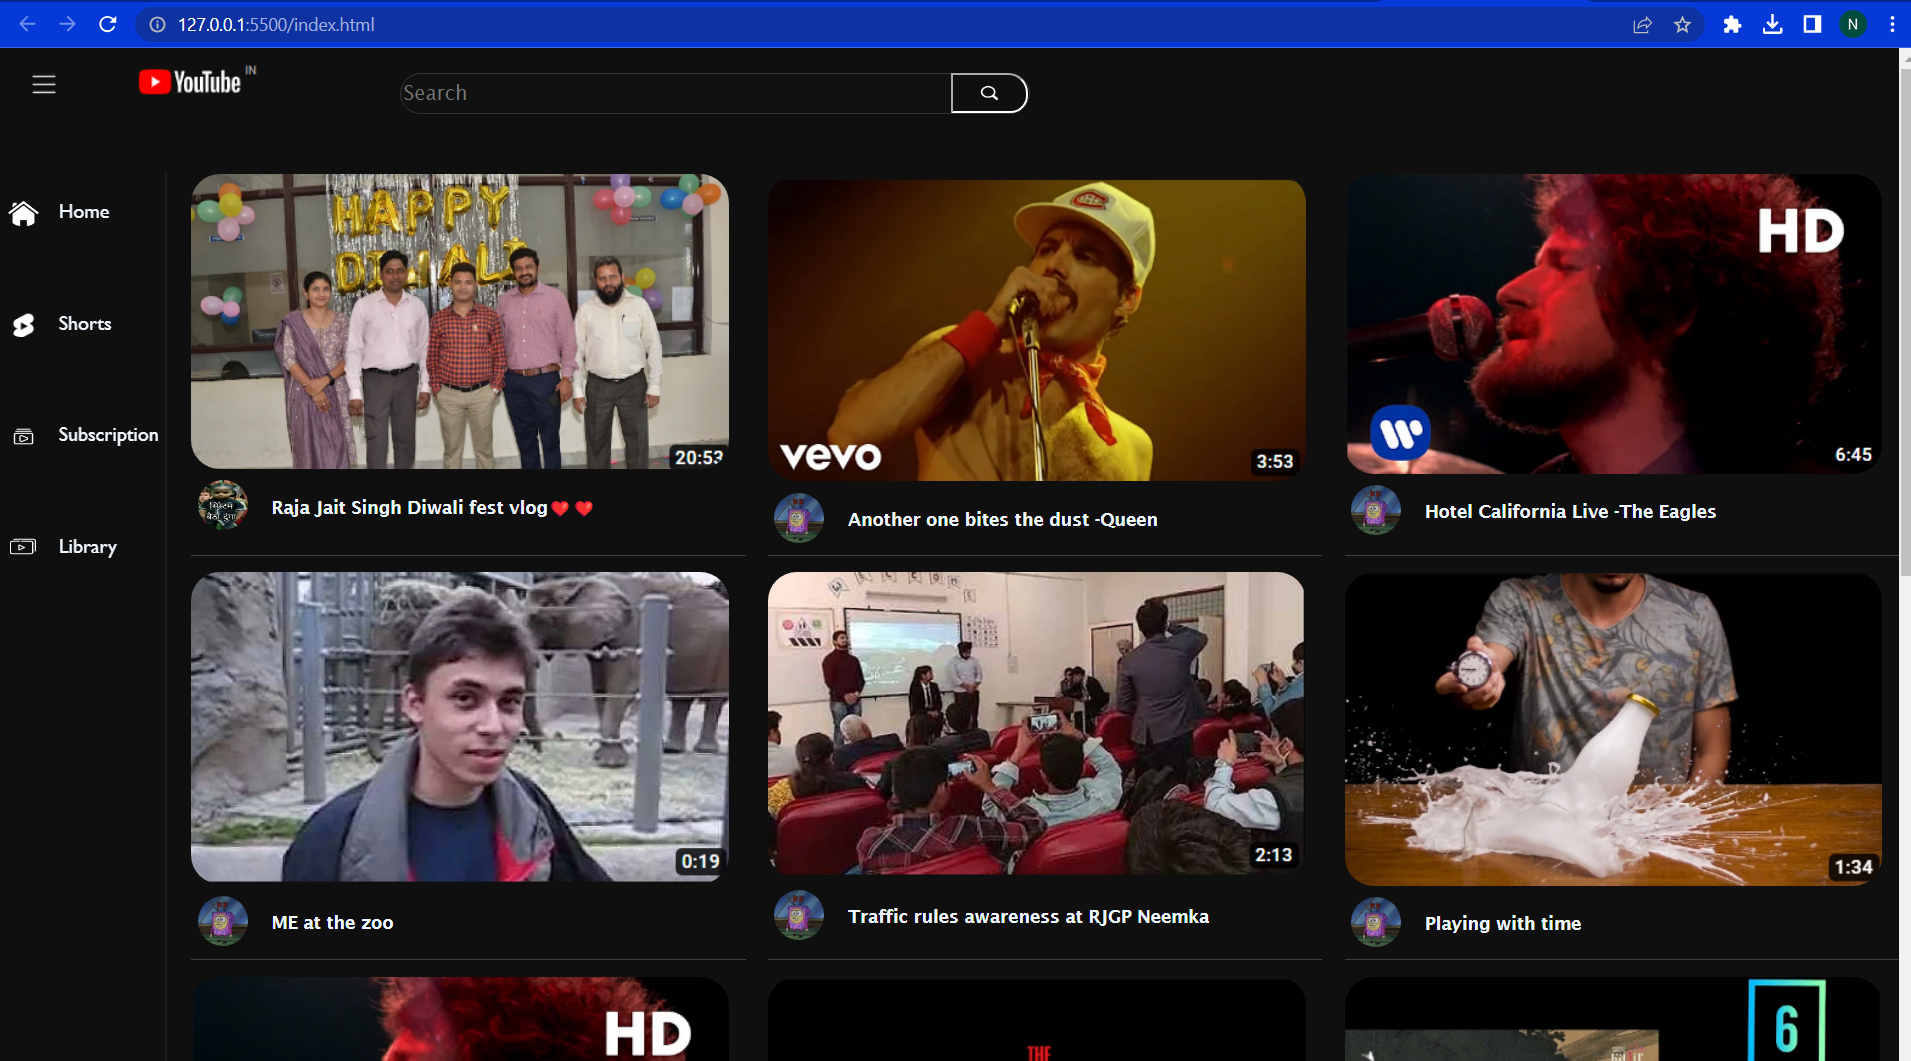 127.0.0.1:5500/index.html
N
YouTube IN
Search
Home
Shorts
Subscription
Library
HAPPY
DIWALI
20:53
Raja Jait Singh Diwali fest vlog❤️ ❤️
vevo
3:53
Another one bites the dust -Queen
HD
6:45
Hotel California Live -The Eagles
0:19
ME at the zoo
2:13
Traffic rules awareness at RJGP Neemka
1:34
Playing with time
HD
THE
6